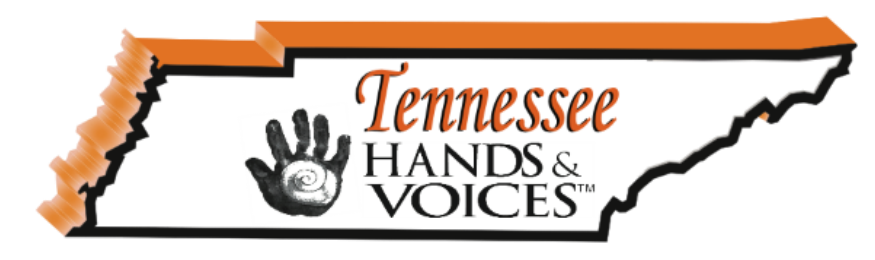 Tennessee
HANDS &
VOICES™